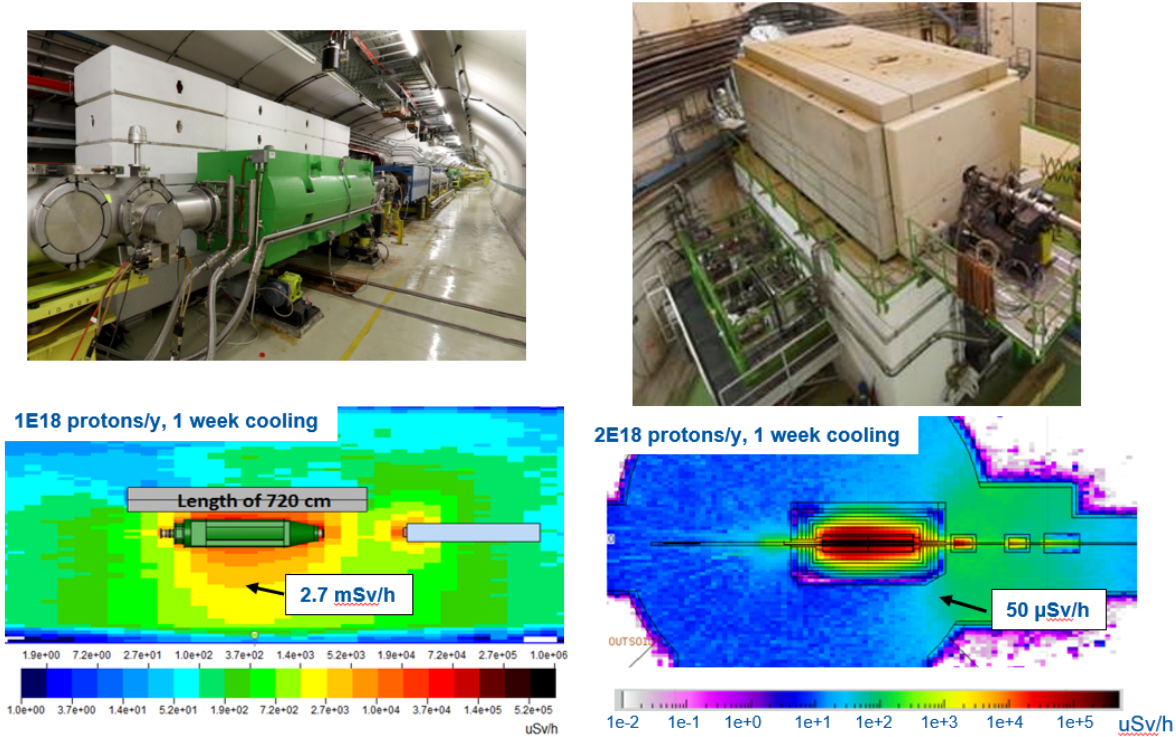 1E18 protons/y, 1 week cooling
Length of 720 cm
2.7 mSv/h
1.9e+00 7.2e+00 2.7e+01 1.0e+02 3.7e+02 1.4e+03 5.2e+03 1.9e+04 7.2e+04 2.7e+05 1.0e+06
1.0e+00 3.7e+00 1.4e+01 5.2e+01 1.9e+02 7.2e+02 2.7e+03 1.0e+04 3.7e+04 1.4e+05 5.2e+05
uSv/h
2E18 protons/y, 1 week cooling
50 µSv/h
1e-2 1e-1 1e+0 1e+1 1e+2 1e+3 1e+4 1e+5 uSv/h